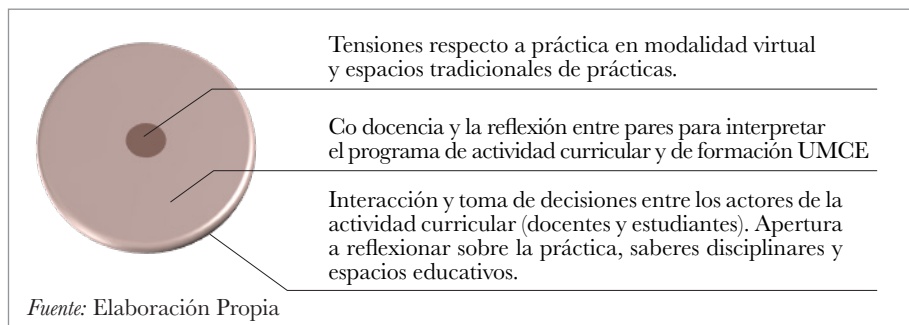 Tensiones respecto a práctica en modalidad virtual
y espacios tradicionales de prácticas.
Co docencia y la reflexión entre pares para interpretar
el programa de actividad curricular y de formación UMCE
Interacción y toma de decisiones entre los actores de la
actividad curricular (docentes y estudiantes). Apertura
a reflexionar sobre la práctica, saberes disciplinares y
espacios educativos.
Fuente: Elaboración Propia